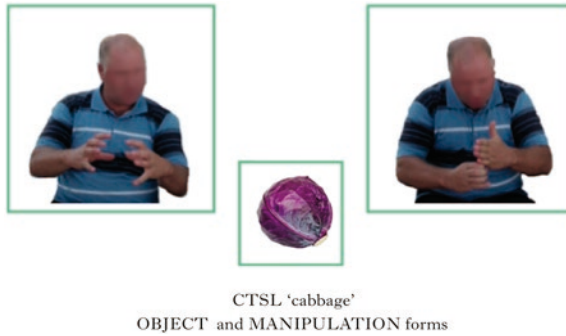 CTSL ‘cabbage’
OBJECT and MANIPULATION forms